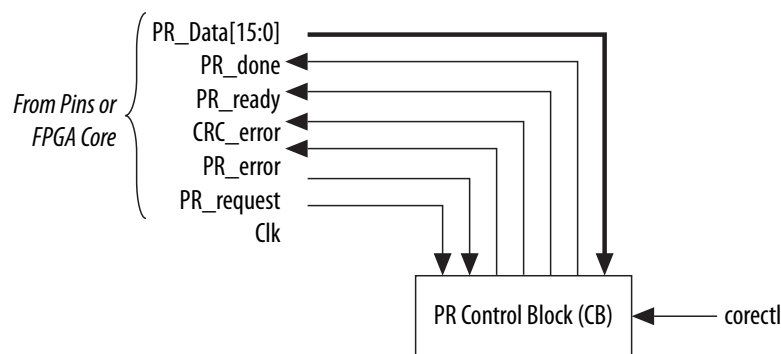 PR_Data[15:0]
PR_done
PR_ready
CRC_error
PR_error
PR_request
Clk
From Pins or
FPGA Core
PR Control Block (CB)
corectl